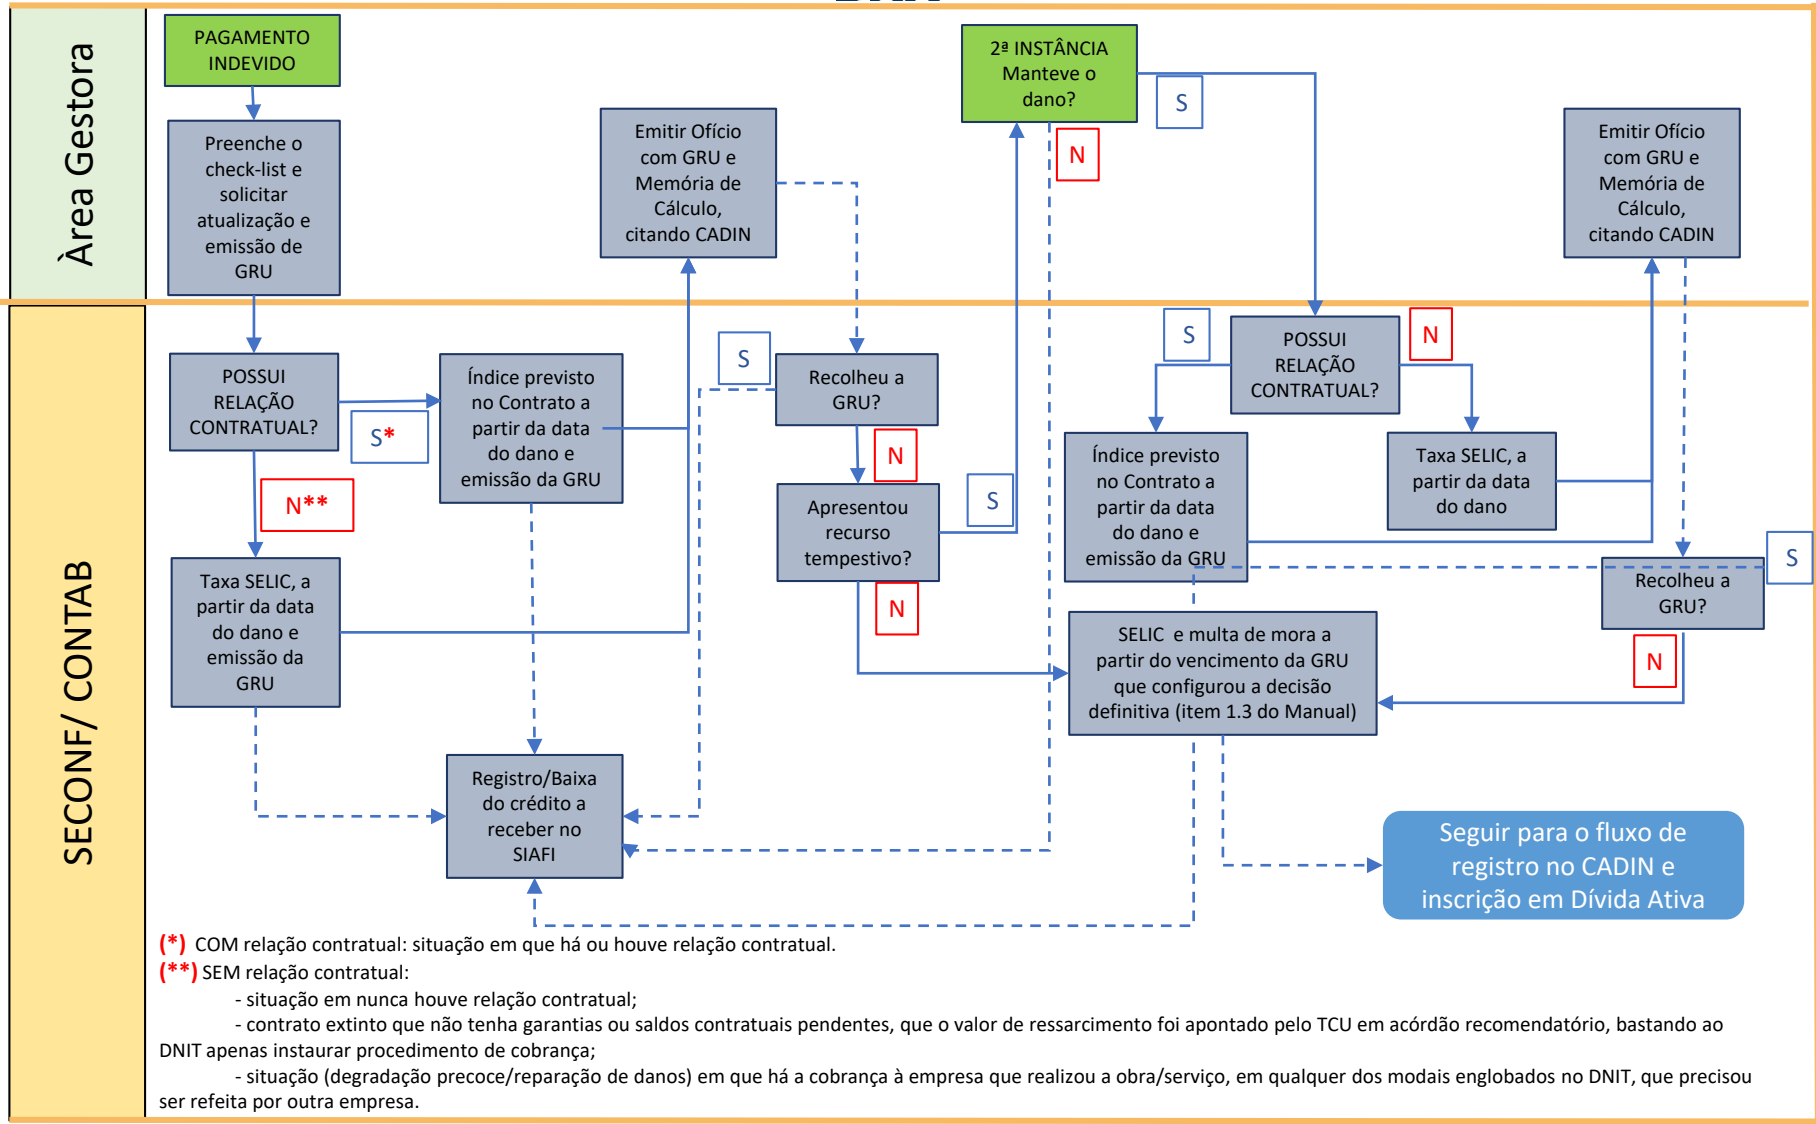 Àrea Gestora
PAGAMENTO
INDEVIDO
Preenche o
check-list e
solicitar
atualização e
emissão de
GRU
Emitir Ofício
com GRU e
Memória de
Cálculo,
citando CADIN
2ª INSTÂNCIA
Manteve o
dano?
S
N
Emitir Ofício
com GRU e
Memória de
Cálculo,
citando CADIN
SECONF/ CONTAB
POSSUI
RELAÇÃO
CONTRATUAL?
S*
N**
Índice previsto
no Contrato a
partir da data
do dano e
emissão da GRU
Taxa SELIC, a
partir da data
do dano e
emissão da
GRU
Registro/Baixa
do crédito a
receber no
SIAFI
S
Recolheu a
GRU?
N
Apresentou
recurso
tempestivo?
S
N
S
POSSUI
RELAÇÃO
CONTRATUAL?
N
Índice previsto
no Contrato a
partir da data
do dano e
emissão da GRU
Taxa SELIC, a
partir da data
do dano
S
Recolheu a
GRU?
N
SELIC e multa de mora a
partir do vencimento da GRU
que configurou a decisão
definitiva (item 1.3 do Manual)
Seguir para o fluxo de
registro no CADIN e
inscrição em Dívida Ativa
(*) COM relação contratual: situação em que há ou houve relação contratual.
(**) SEM relação contratual:
- situação em nunca houve relação contratual;
- contrato extinto que não tenha garantias ou saldos contratuais pendentes, que o valor de ressarcimento foi apontado pelo TCU em acórdão recomendatório, bastando ao
DNIT apenas instaurar procedimento de cobrança;
- situação (degradação precoce/reparação de danos) em que há a cobrança à empresa que realizou a obra/serviço, em qualquer dos modais englobados no DNIT, que precisou
ser refeita por outra empresa.